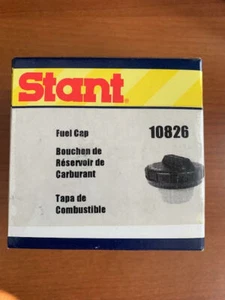 Stant®
Fuel Cap
10826
Bouchon de
Réservoir de
Carburant
Tapa de
Combustible